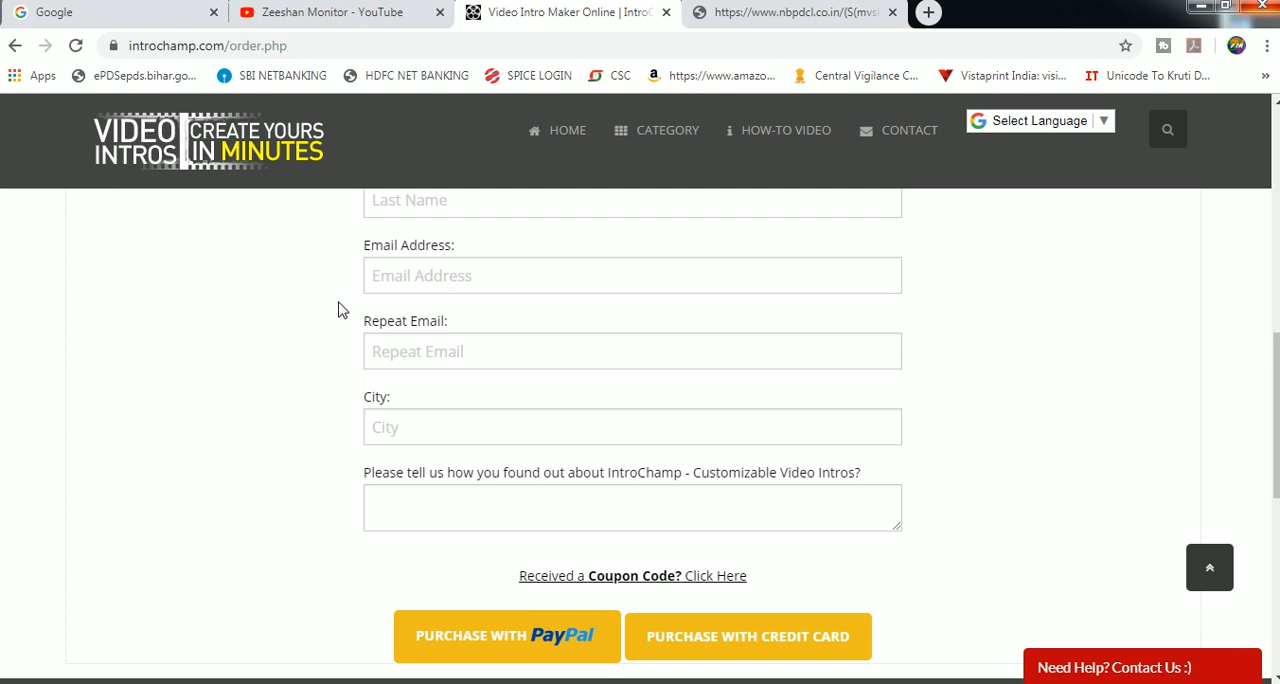 Google
Zeeshan Monitor - YouTube
Video Intro Maker Online | IntroC
https://www.nbpdcl.co.in/(S(mvs
introchamp.com/order.php
Apps
ePDSepds.bihar.go...
SBI NETBANKING
HDFC NET BANKING
SPICE LOGIN
CSC
https://www.amazo...
Central Vigilance C...
Vistaprint India: visi...
IT Unicode To Kruti D...
VIDEO INTROS
CREATE YOURS IN MINUTES
HOME
CATEGORY
HOW-TO VIDEO
CONTACT
Select Language
Last Name
Email Address:
Email Address
Repeat Email:
Repeat Email
City:
City
Please tell us how you found out about IntroChamp - Customizable Video Intros?
Received a Coupon Code? Click Here
PURCHASE WITH PayPal
PURCHASE WITH CREDIT CARD
Need Help? Contact Us :)